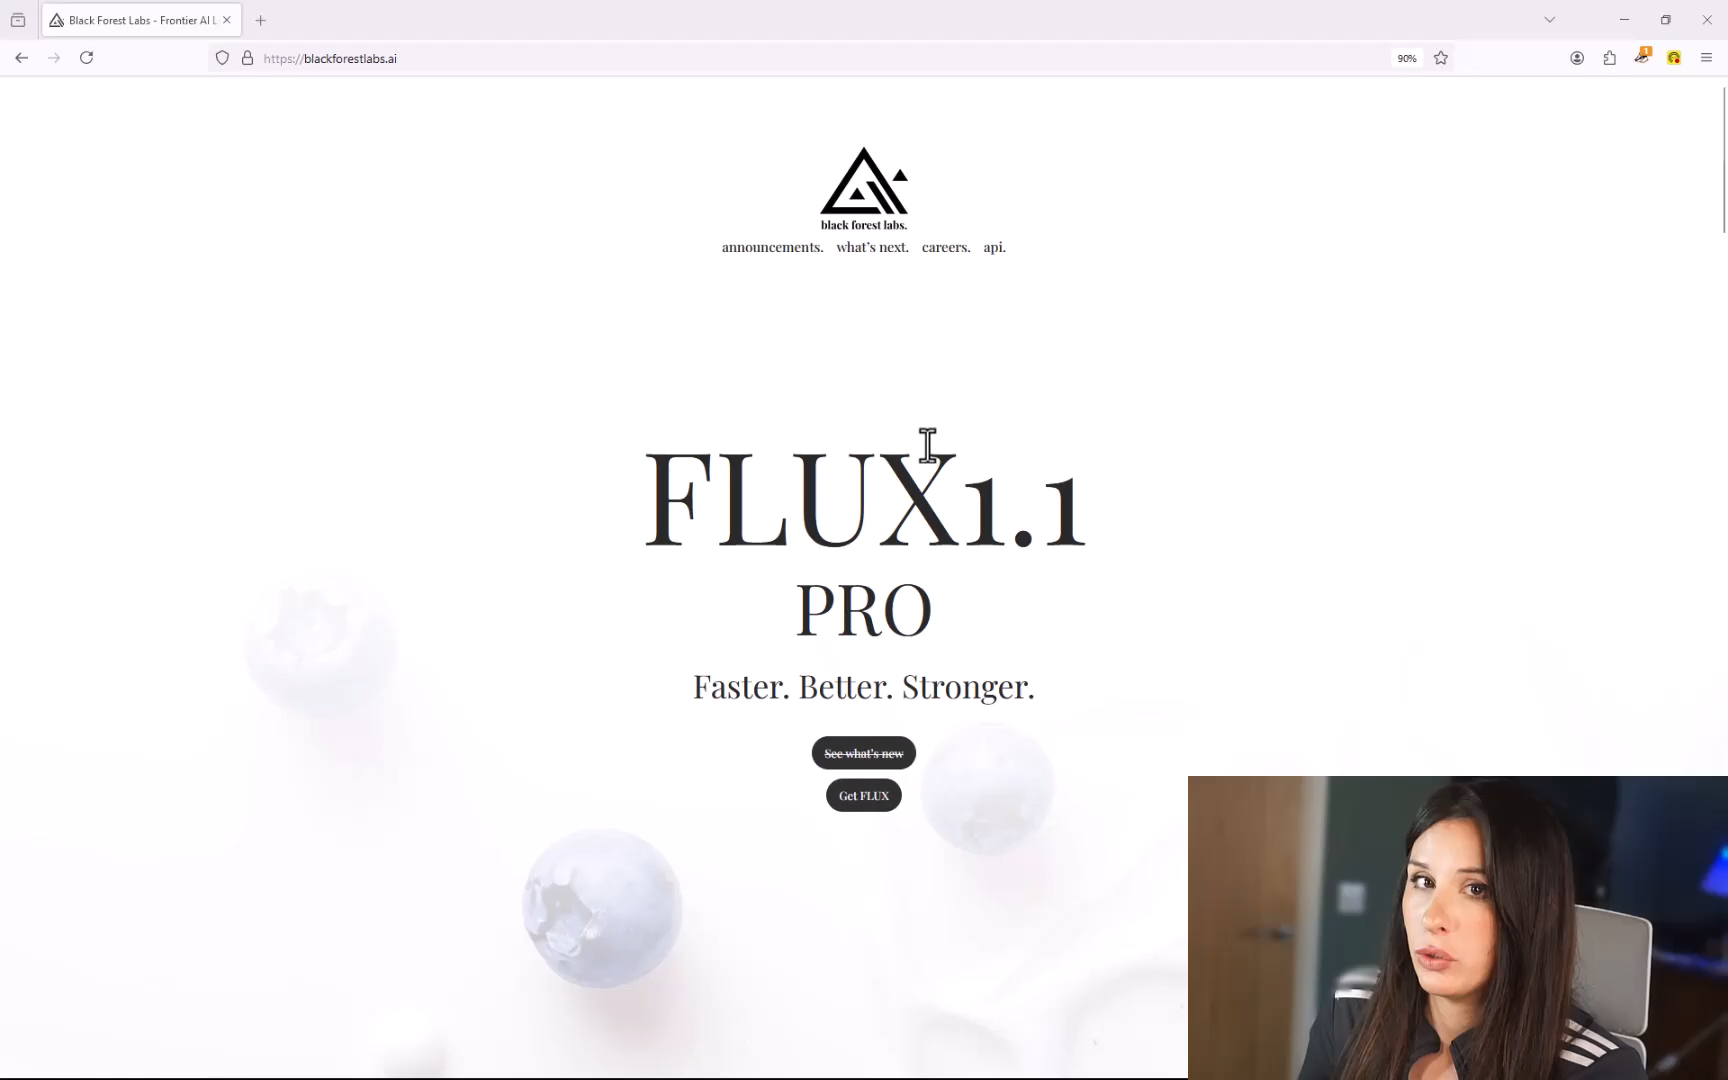 Black Forest Labs - Frontier AI L
https://blackforestlabs.ai
90%
1
black forest labs.
announcements. what's next. careers. api.
FLUX1.1
PRO
Faster. Better. Stronger.
See what's new
Get FLUX